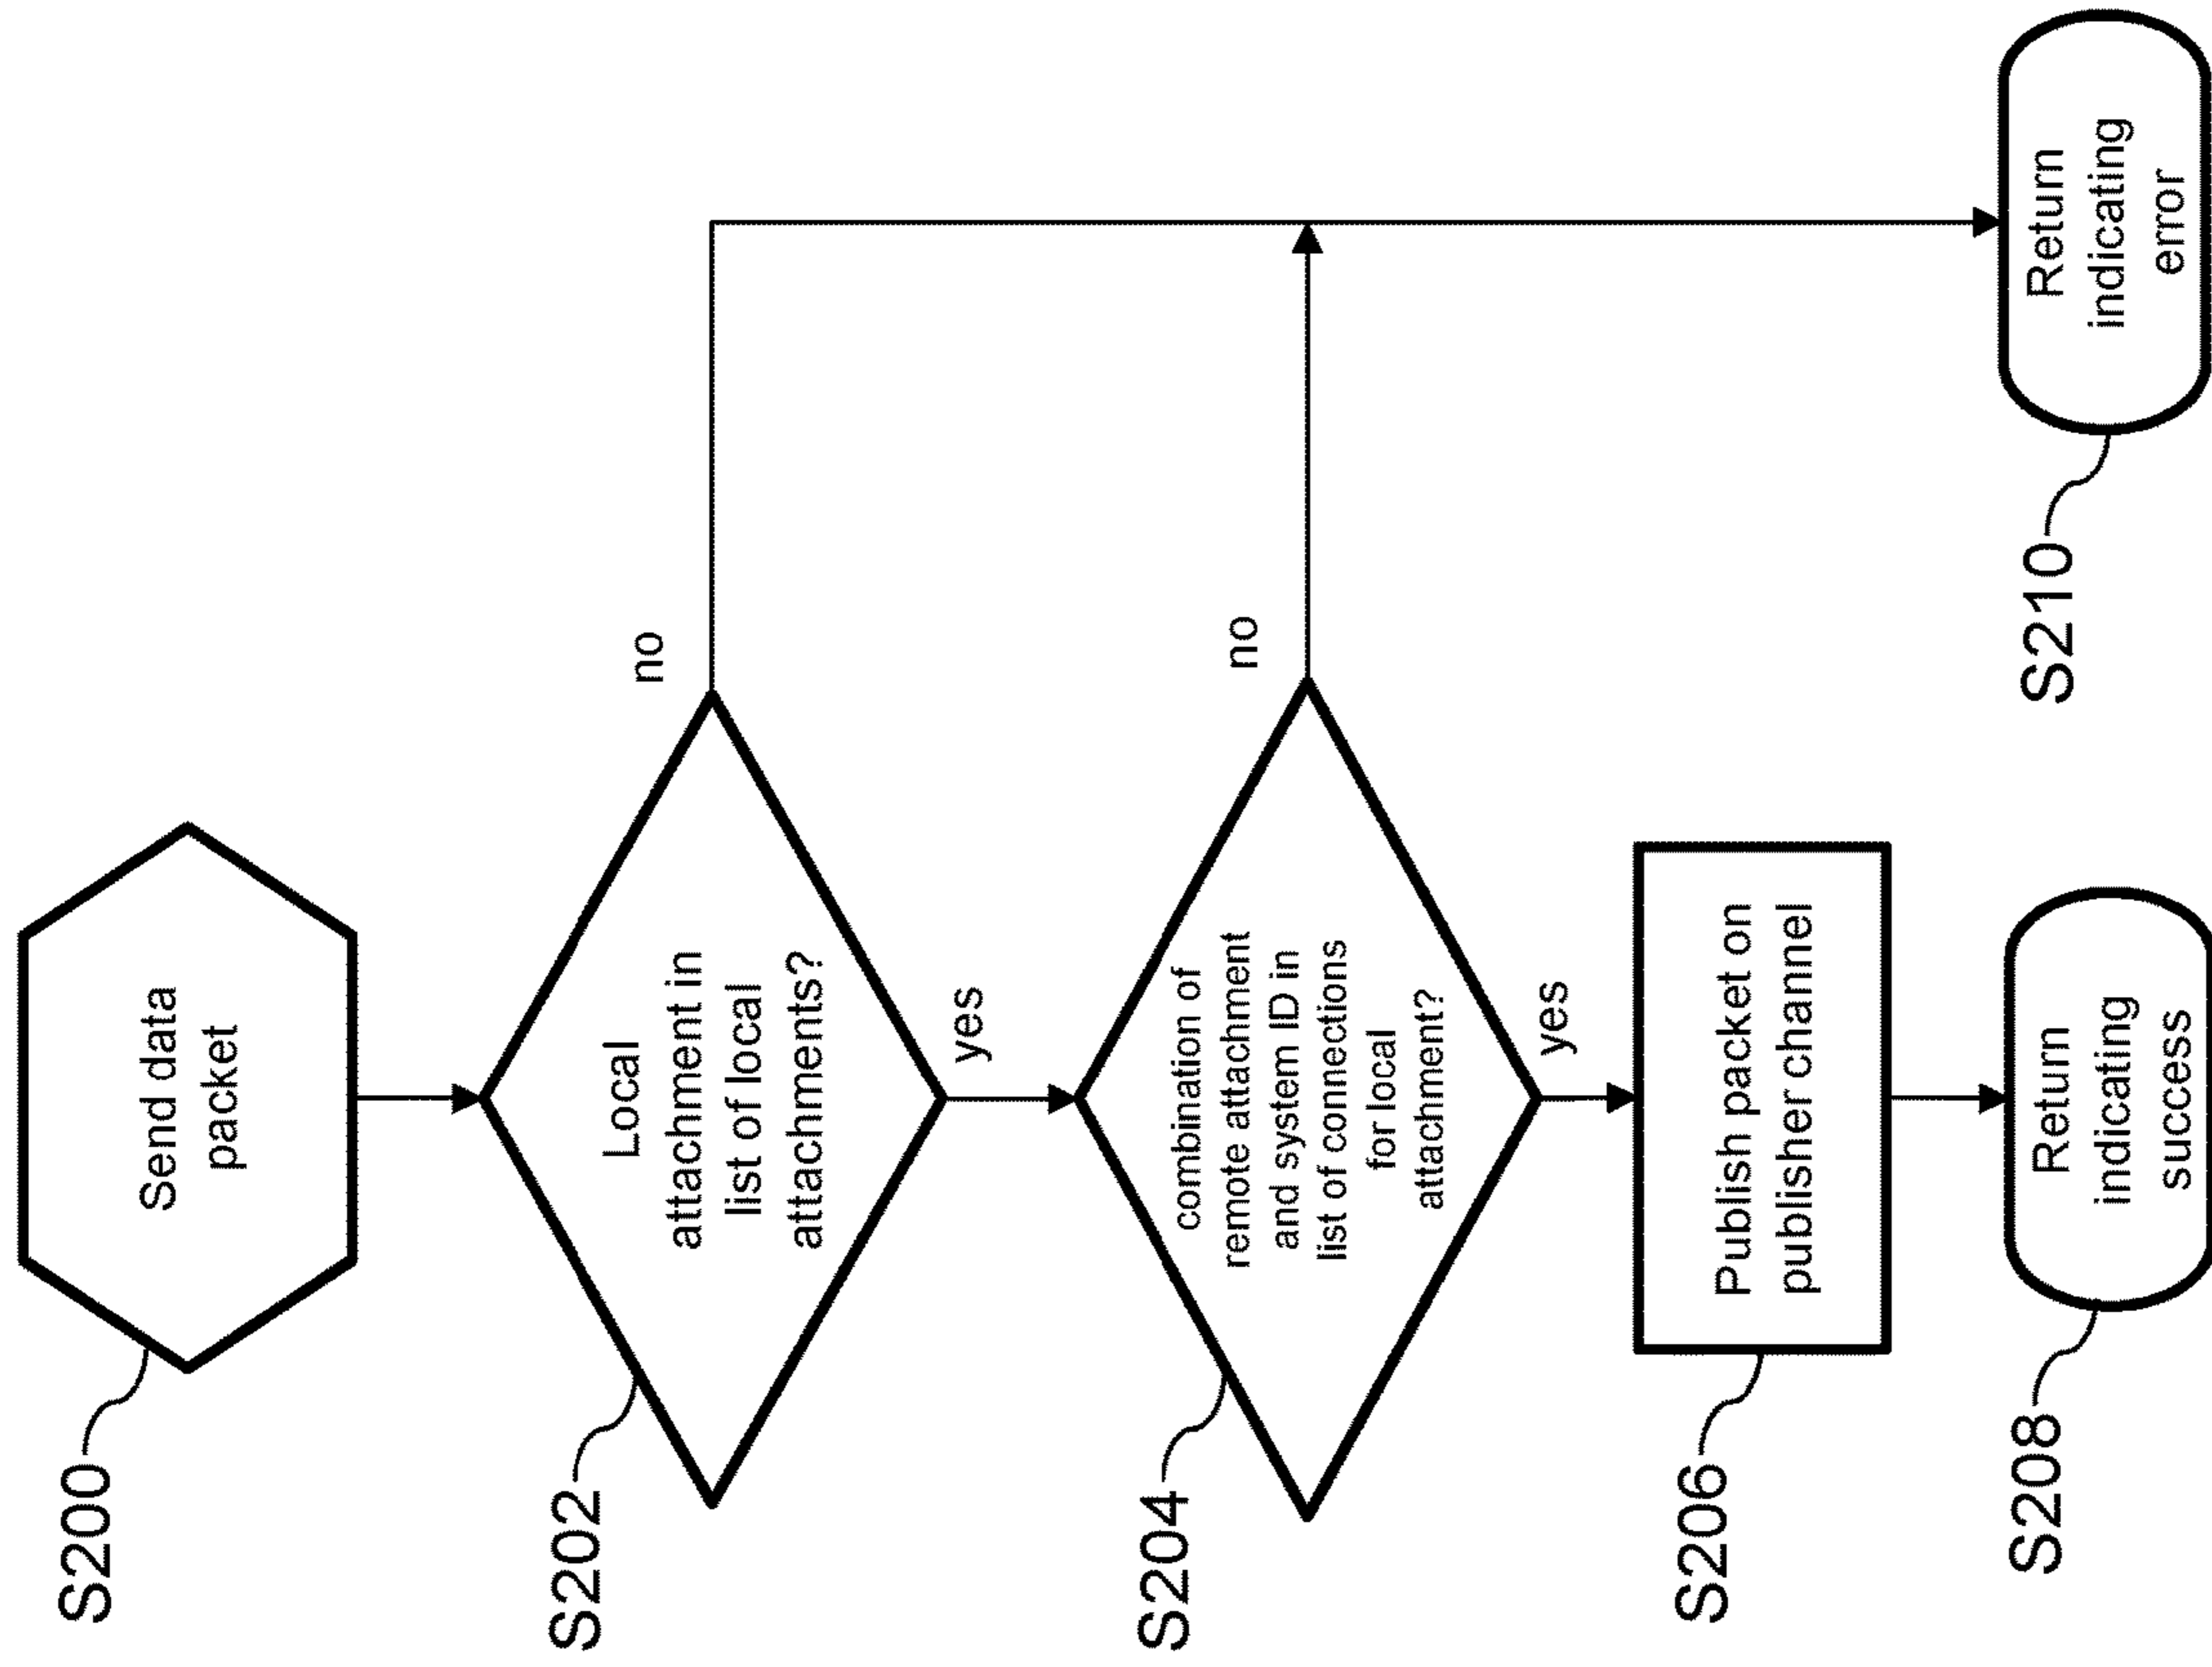 S200
Send data
packet
S202
Local
attachment in
list of local
attachments?
no
yes
S204
combination of
remote attachment
and system ID in
list of connections
for local
attachment?
no
yes
S206
Publish packet on
publisher channel
S208
Return
indicating
success
S210
Return
indicating
error